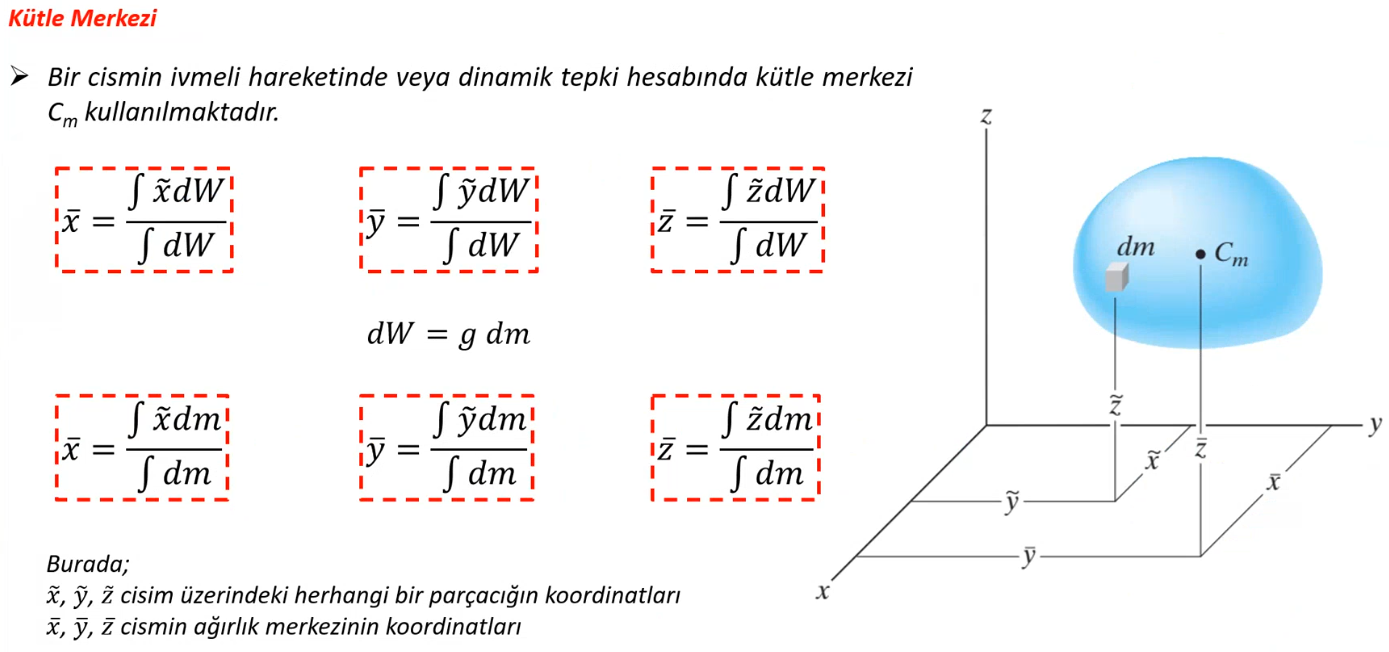 Kütle Merkezi
➢ Bir cismin ivmeli hareketinde veya dinamik tepki hesabında kütle merkezi
Cₘ kullanılmaktadır.
x̄ = ∫ x̃dW / ∫ dW
ȳ = ∫ ỹdW / ∫ dW
z̄ = ∫ z̃dW / ∫ dW
dW = g dm
x̄ = ∫ x̃dm / ∫ dm
ȳ = ∫ ỹdm / ∫ dm
z̄ = ∫ z̃dm / ∫ dm
Burada;
x̃, ỹ, z̃ cisim üzerindeki herhangi bir parçacığın koordinatları
x̄, ȳ, z̄ cismin ağırlık merkezinin koordinatları
z
dm
Cₘ
z̃
y
x̃
z̄
x̄
ỹ
ȳ
x